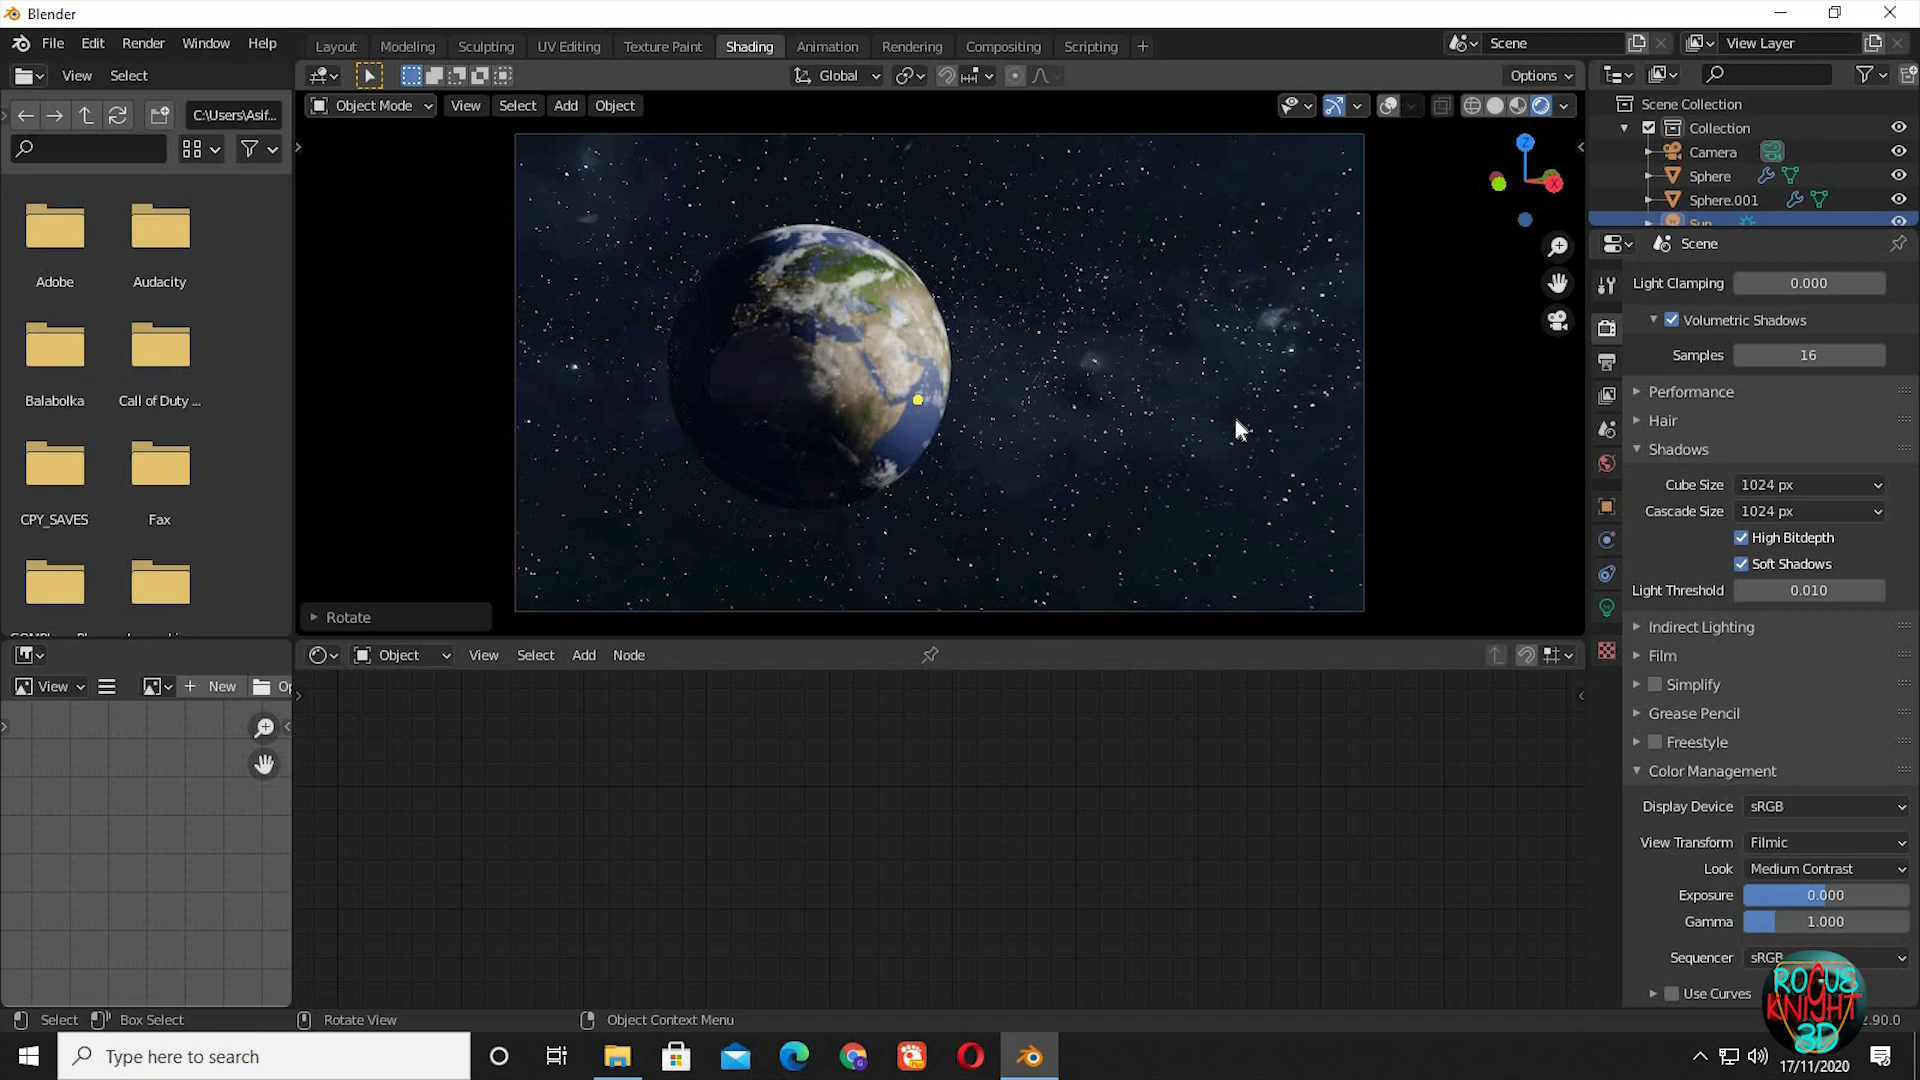 Blender
File Edit Render Window Help
Layout Modeling Sculpting UV Editing Texture Paint Shading Animation Rendering Compositing Scripting +
Scene
View Layer
View Select
Global
Options
C:\Users\Asif...
Object Mode View Select Add Object
Scene Collection
Collection
Camera
Sphere
Sphere.001
Sun
Z
X
Adobe
Audacity
Balabolka
Call of Duty ...
CPY_SAVES
Fax
Rotate
Scene
Light Clamping 0.000
Volumetric Shadows
Samples 16
Performance
Hair
Shadows
Cube Size 1024 px
Cascade Size 1024 px
High Bitdepth
Soft Shadows
Light Threshold 0.010
Indirect Lighting
Film
Simplify
Grease Pencil
Freestyle
Color Management
Display Device sRGB
View Transform Filmic
Look Medium Contrast
Exposure 0.000
Gamma 1.000
Sequencer sRGB
Use Curves
Object View Select Add Node
View + New Op
Select Box Select Rotate View Object Context Menu
2.90.0
ROGUE
KNIGHT
3D
Type here to search
17/11/2020